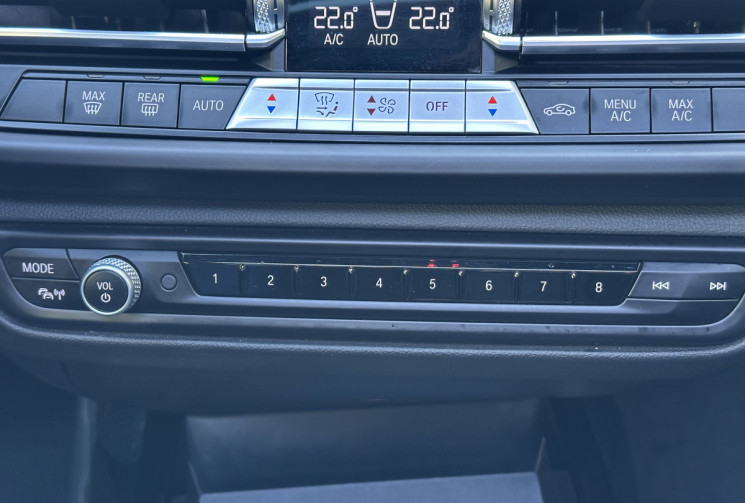 22.0° 22.0°
A/C AUTO
MAX REAR AUTO OFF MENU A/C MAX A/C
MODE VOL 1 2 3 4 5 6 7 8